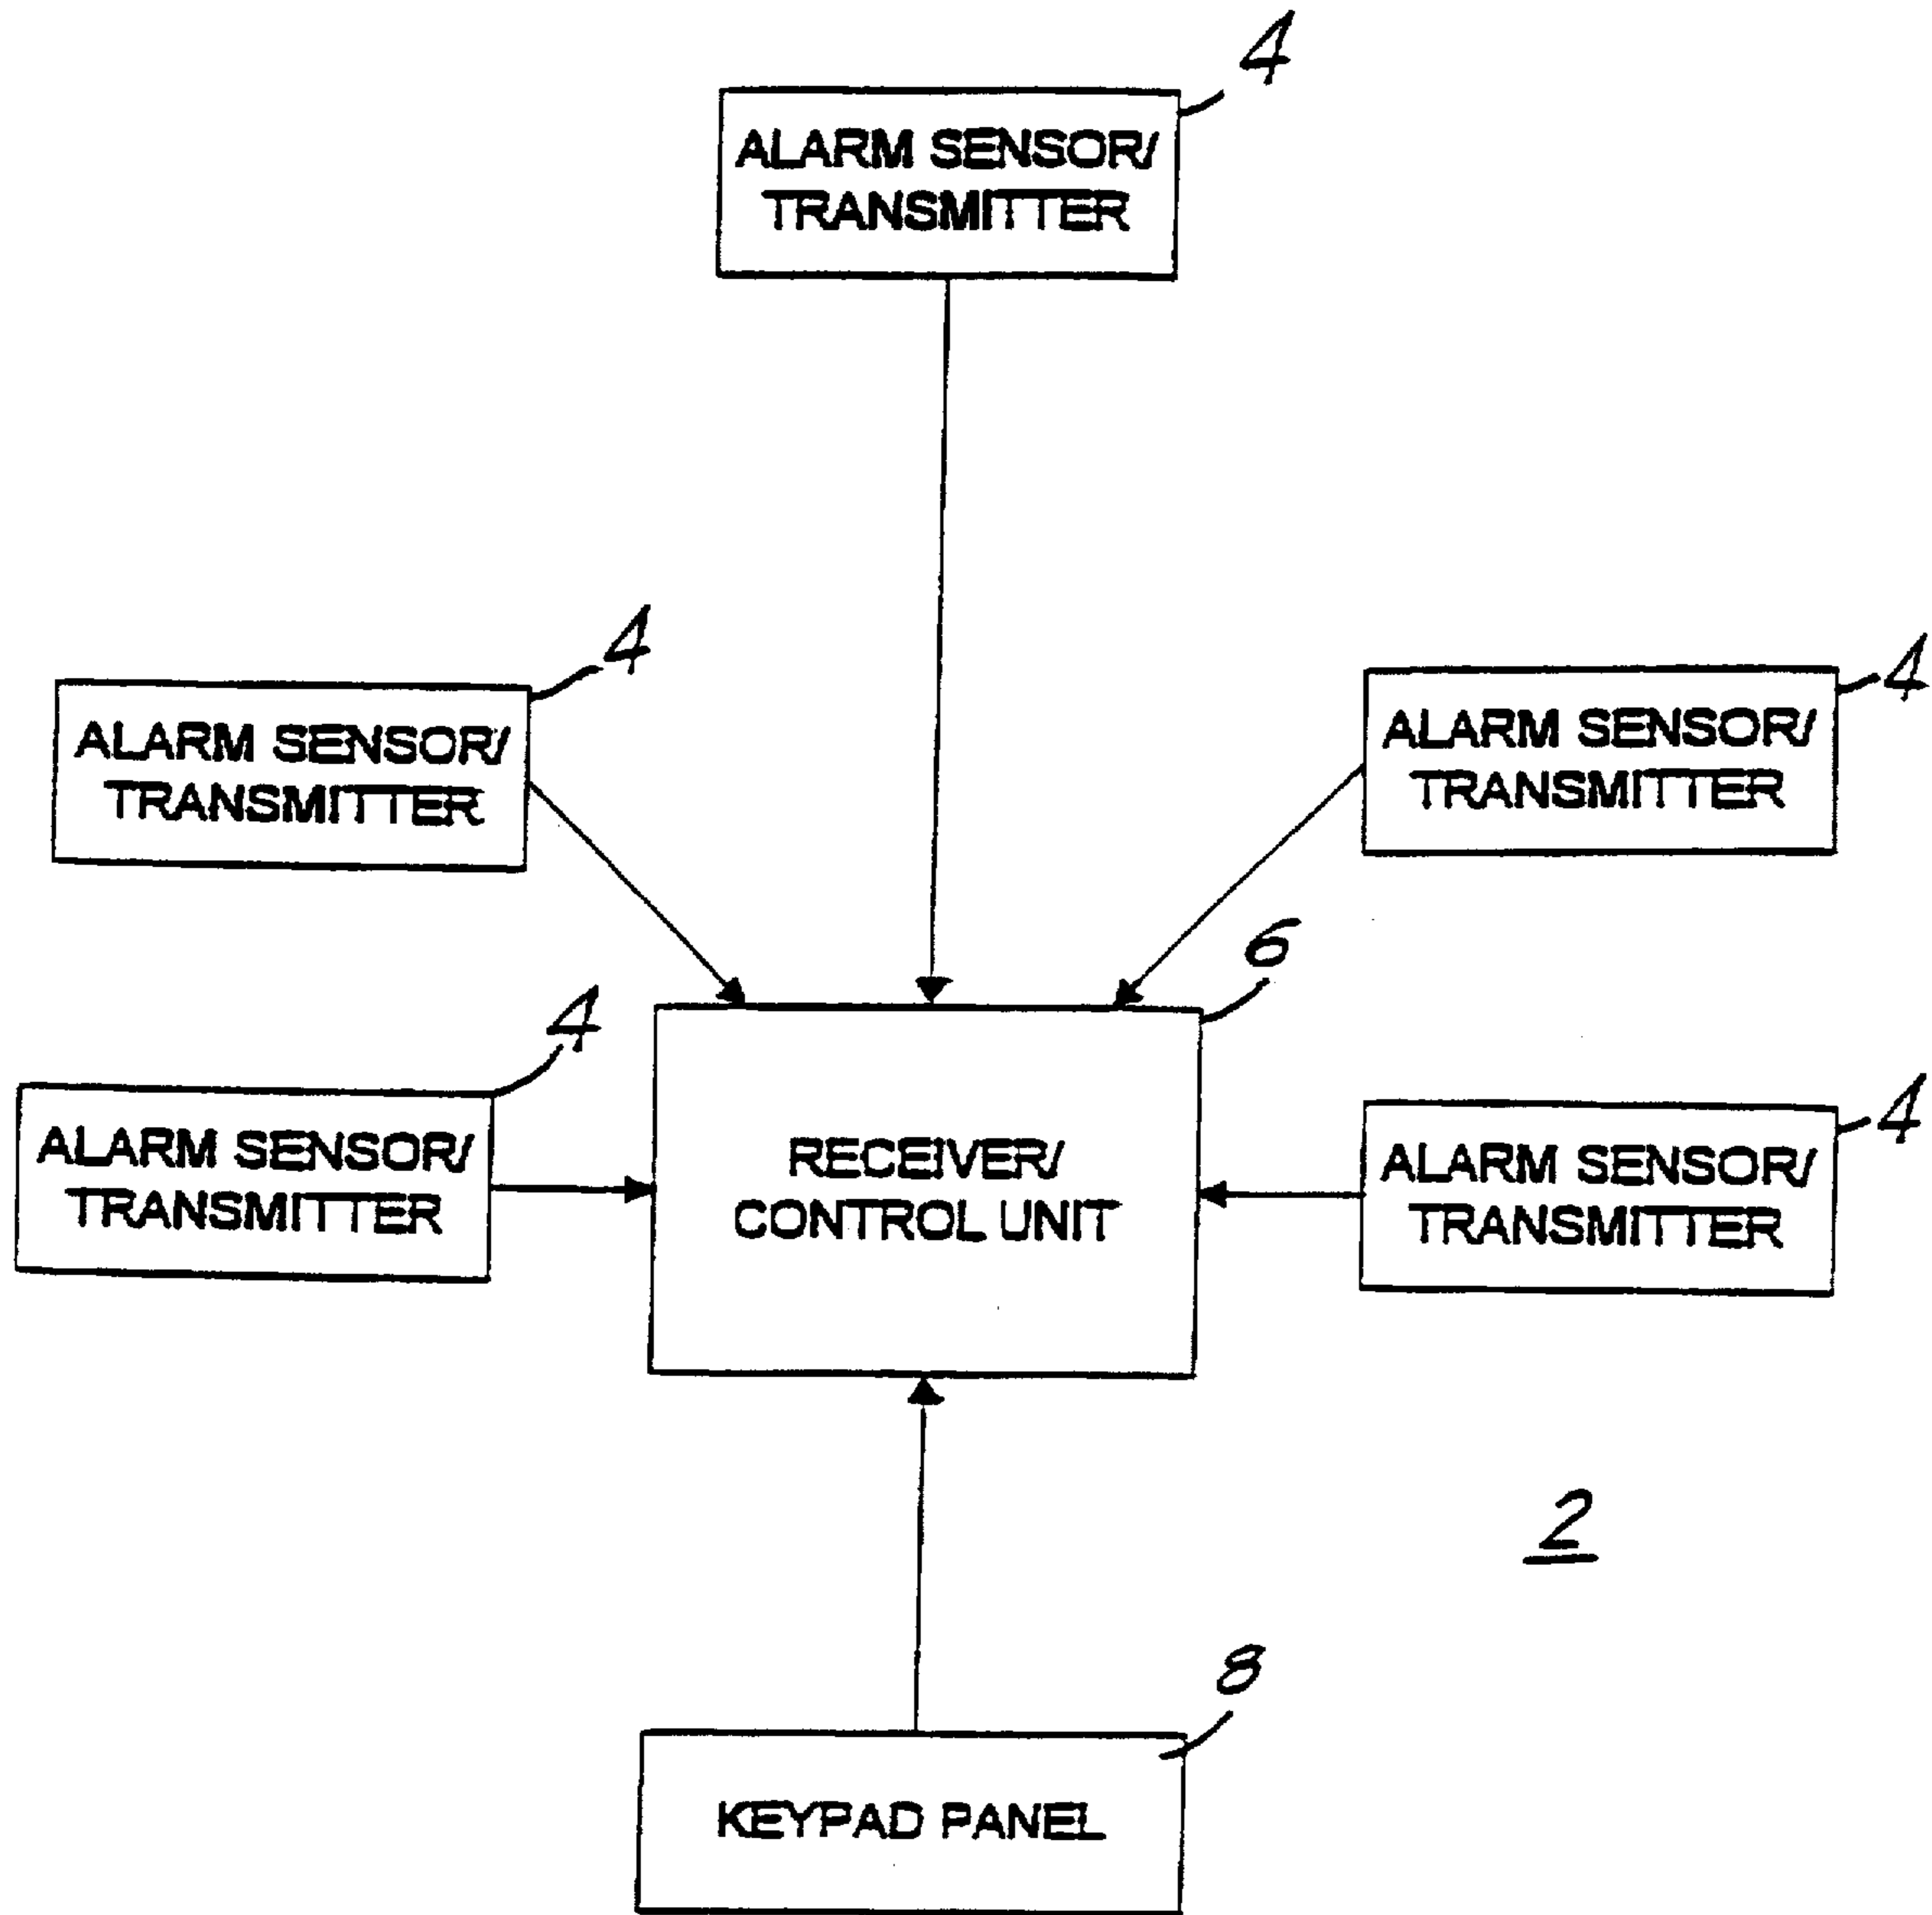 4
ALARM SENSOR/
TRANSMITTER
4
ALARM SENSOR/
TRANSMITTER
4
ALARM SENSOR/
TRANSMITTER
6
4
ALARM SENSOR/
TRANSMITTER
RECEIVER/
CONTROL UNIT
4
ALARM SENSOR/
TRANSMITTER
2
8
KEYPAD PANEL